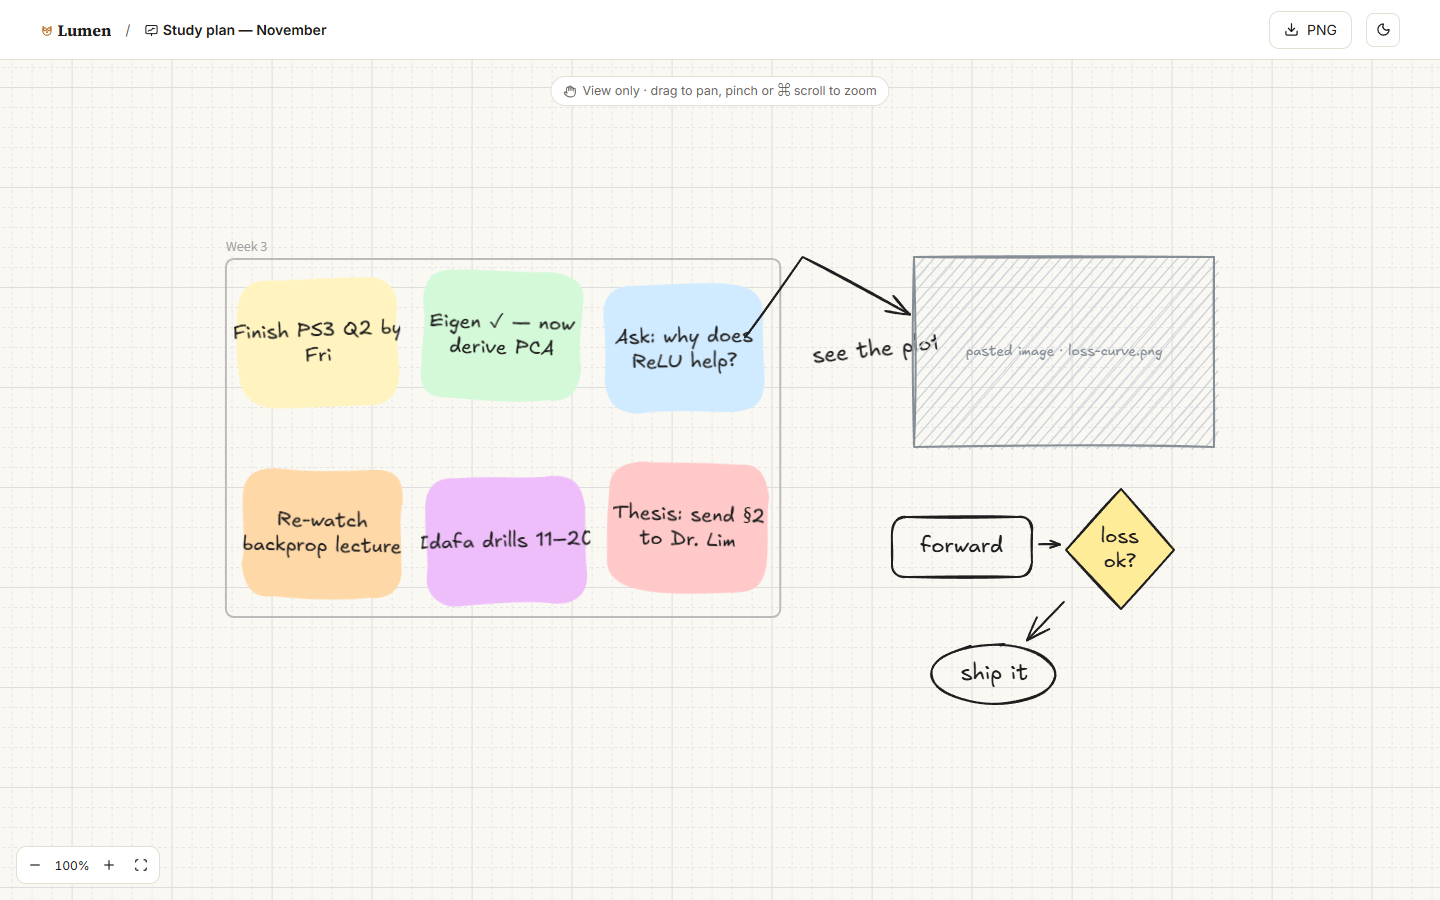 Lumen / Study plan — November
PNG
View only · drag to pan, pinch or ⌘ scroll to zoom
Week 3
Finish PS3 Q2 by
Fri
Eigen ✓ — now
derive PCA
Ask: why does
ReLU help?
see the plot
pasted image · loss-curve.png
Re-watch
backprop lecture
Idafa drills 11–20
Thesis: send §2
to Dr. Lim
forward
loss
ok?
ship it
100%